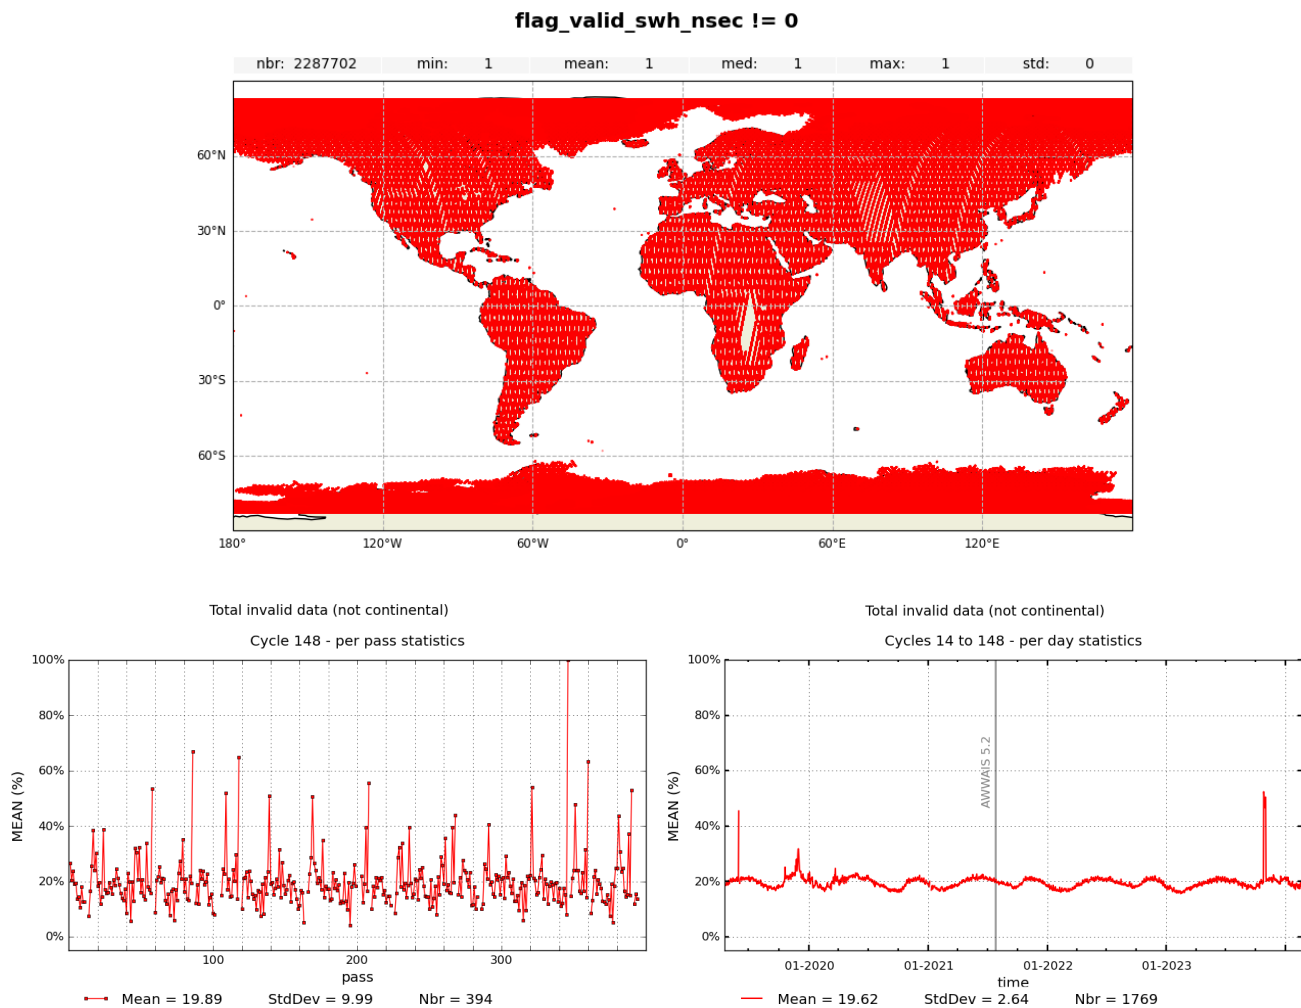 flag_valid_swh_nsec != 0
nbr: 2287702 min: 1 mean: 1 med: 1 max: 1 std: 0
60°N
30°N
0°
30°S
60°S
180° 120°W 60°W 0° 60°E 120°E
Total invalid data (not continental)
Cycle 148 - per pass statistics
100%
80%
60%
40%
20%
0%
MEAN (%)
100 200 300
pass
Mean = 19.89 StdDev = 9.99 Nbr = 394
Total invalid data (not continental)
Cycles 14 to 148 - per day statistics
100%
80%
60%
40%
20%
0%
MEAN (%)
AWWAIS 5.2
01-2020 01-2021 01-2022 01-2023
time
Mean = 19.62 StdDev = 2.64 Nbr = 1769